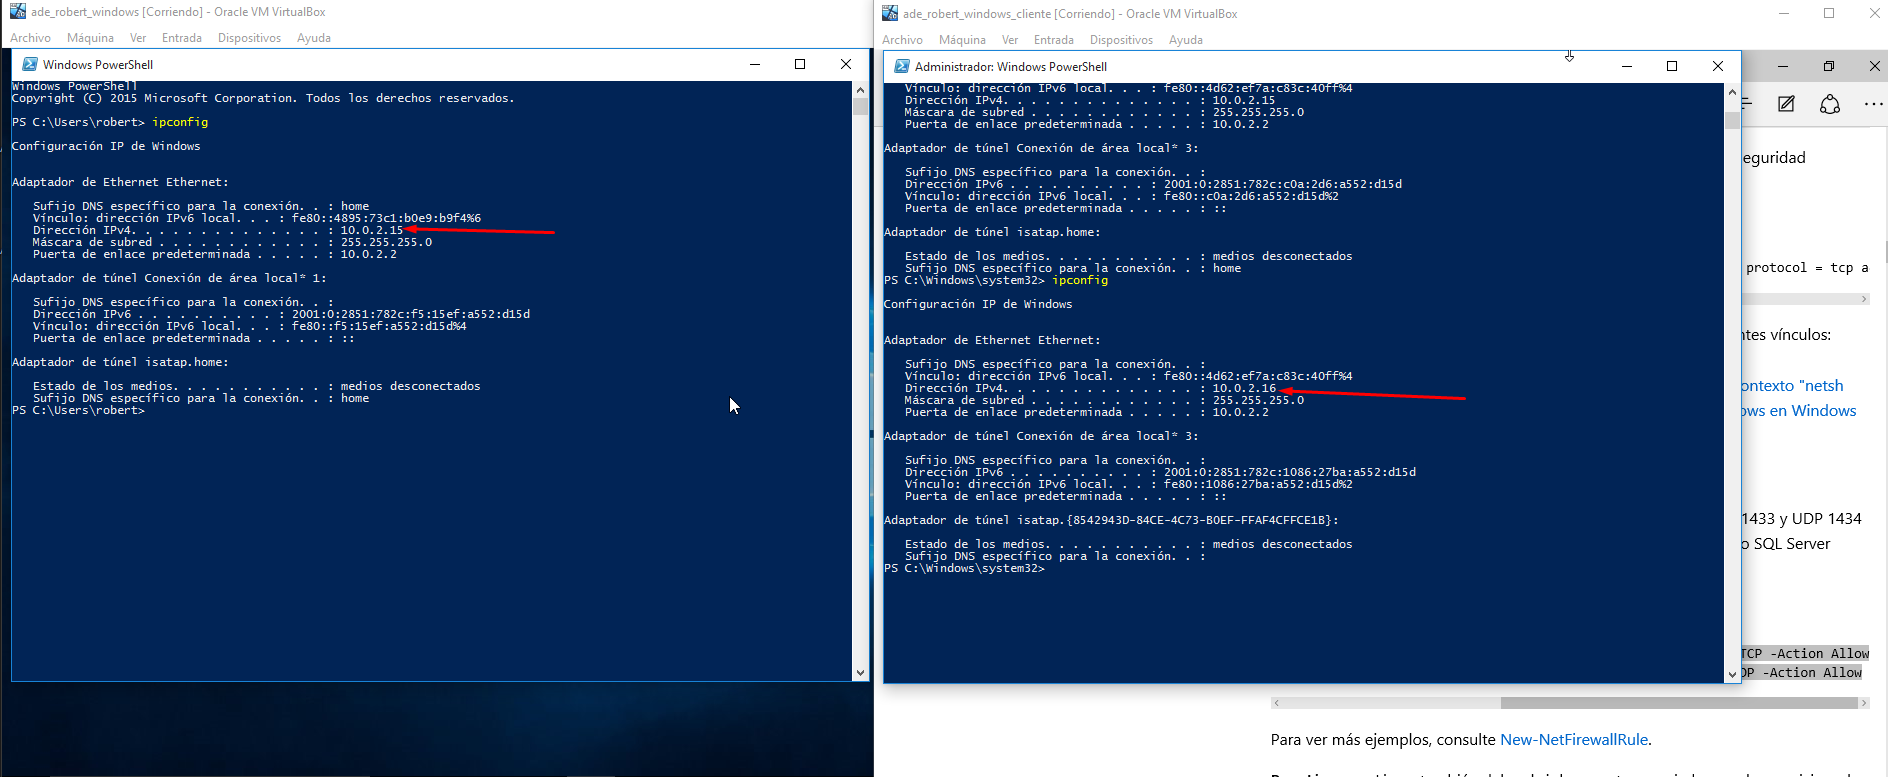 ade_robert_windows [Corriendo] - Oracle VM VirtualBox
Archivo Máquina Ver Entrada Dispositivos Ayuda
Windows PowerShell
Windows PowerShell
Copyright (C) 2015 Microsoft Corporation. Todos los derechos reservados.
PS C:\Users\robert> ipconfig
Configuración IP de Windows
Adaptador de Ethernet Ethernet:
Sufijo DNS específico para la conexión. . : home
Vínculo: dirección IPv6 local. . . : fe80::4895:73c1:b0e9:b9f4%6
Dirección IPv4. . . . . . . . . . . . . . : 10.0.2.15
Máscara de subred . . . . . . . . . . . . : 255.255.255.0
Puerta de enlace predeterminada . . . . . : 10.0.2.2
Adaptador de túnel Conexión de área local* 1:
Sufijo DNS específico para la conexión. . :
Dirección IPv6 . . . . . . . . . . : 2001:0:2851:782c:f5:15ef:a552:d15d
Vínculo: dirección IPv6 local. . . : fe80::f5:15ef:a552:d15d%4
Puerta de enlace predeterminada . . . . . : ::
Adaptador de túnel isatap.home:
Estado de los medios. . . . . . . . . . . : medios desconectados
Sufijo DNS específico para la conexión. . : home
PS C:\Users\robert>
ade_robert_windows_cliente [Corriendo] - Oracle VM VirtualBox
Archivo Máquina Ver Entrada Dispositivos Ayuda
Administrador: Windows PowerShell
Vínculo: dirección IPv6 local. . . : fe80::4d62:ef7a:c83c:40ff%4
Dirección IPv4. . . . . . . . . . . . . . : 10.0.2.15
Máscara de subred . . . . . . . . . . . . : 255.255.255.0
Puerta de enlace predeterminada . . . . . : 10.0.2.2
Adaptador de túnel Conexión de área local* 3:
Sufijo DNS específico para la conexión. . :
Dirección IPv6 . . . . . . . . . . : 2001:0:2851:782c:c0a:2d6:a552:d15d
Vínculo: dirección IPv6 local. . . : fe80::c0a:2d6:a552:d15d%2
Puerta de enlace predeterminada . . . . . : ::
Adaptador de túnel isatap.home:
Estado de los medios. . . . . . . . . . . : medios desconectados
Sufijo DNS específico para la conexión. . : home
PS C:\Windows\system32> ipconfig
Configuración IP de Windows
Adaptador de Ethernet Ethernet:
Sufijo DNS específico para la conexión. . :
Vínculo: dirección IPv6 local. . . : fe80::4d62:ef7a:c83c:40ff%4
Dirección IPv4. . . . . . . . . . . . . . : 10.0.2.16
Máscara de subred . . . . . . . . . . . . : 255.255.255.0
Puerta de enlace predeterminada . . . . . : 10.0.2.2
Adaptador de túnel Conexión de área local* 3:
Sufijo DNS específico para la conexión. . :
Dirección IPv6 . . . . . . . . . . : 2001:0:2851:782c:1086:27ba:a552:d15d
Vínculo: dirección IPv6 local. . . : fe80::1086:27ba:a552:d15d%2
Puerta de enlace predeterminada . . . . . : ::
Adaptador de túnel isatap.{8542943D-84CE-4C73-B0EF-FFAF4CFFCE1B}:
Estado de los medios. . . . . . . . . . . : medios desconectados
Sufijo DNS específico para la conexión. . :
PS C:\Windows\system32>
eguridad
protocol = tcp a
ntes vínculos:
ontexto "netsh
ows en Windows
1433 y UDP 1434
o SQL Server
TCP -Action Allow
DP -Action Allow
Para ver más ejemplos, consulte New-NetFirewallRule.